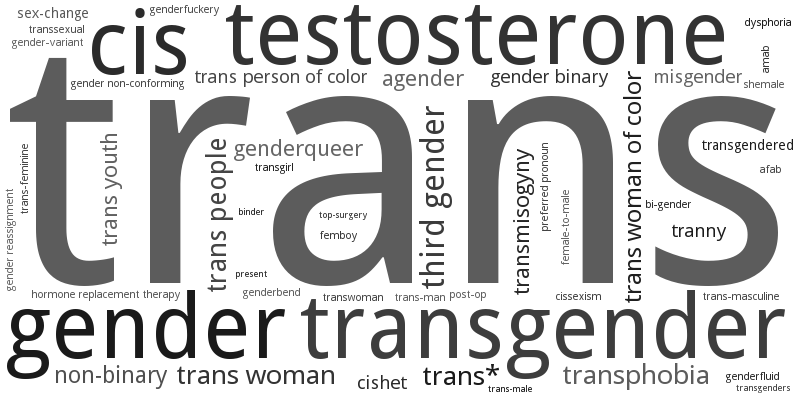 sex-change
genderfuckery
transsexual
gender-variant
cis
testosterone
dysphoria
amab
gender non-conforming
trans person of color
agender
gender binary
misgender
shemale
trans
gender reassignment
trans-feminine
trans youth
trans people
genderqueer
transgirl
binder
top-surgery
femboy
present
third gender
transmisogyny
preferred pronoun
female-to-male
trans woman of color
transgendered
afab
bi-gender
tranny
hormone replacement therapy
genderbend
transwoman
trans-man
post-op
cissexism
trans-masculine
gender
transgender
non-binary
trans woman
cishet
trans*
trans-male
transphobia
genderfluid
transgenders